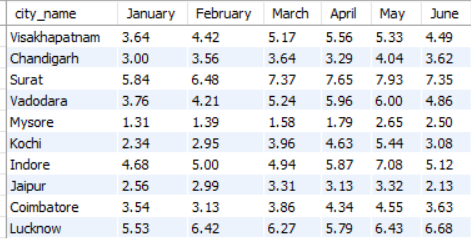 city_name January February March April May June
Visakhapatnam 3.64 4.42 5.17 5.56 5.33 4.49
Chandigarh 3.00 3.56 3.64 3.29 4.04 3.62
Surat 5.84 6.48 7.37 7.65 7.93 7.35
Vadodara 3.76 4.21 5.24 5.96 6.00 4.86
Mysore 1.31 1.39 1.58 1.79 2.65 2.50
Kochi 2.34 2.95 3.96 4.63 5.44 3.08
Indore 4.68 5.00 4.94 5.87 7.08 5.12
Jaipur 2.56 2.99 3.31 3.13 3.32 2.13
Coimbatore 3.54 3.13 3.86 4.34 4.55 3.63
Lucknow 5.53 6.42 6.27 5.79 6.43 6.68